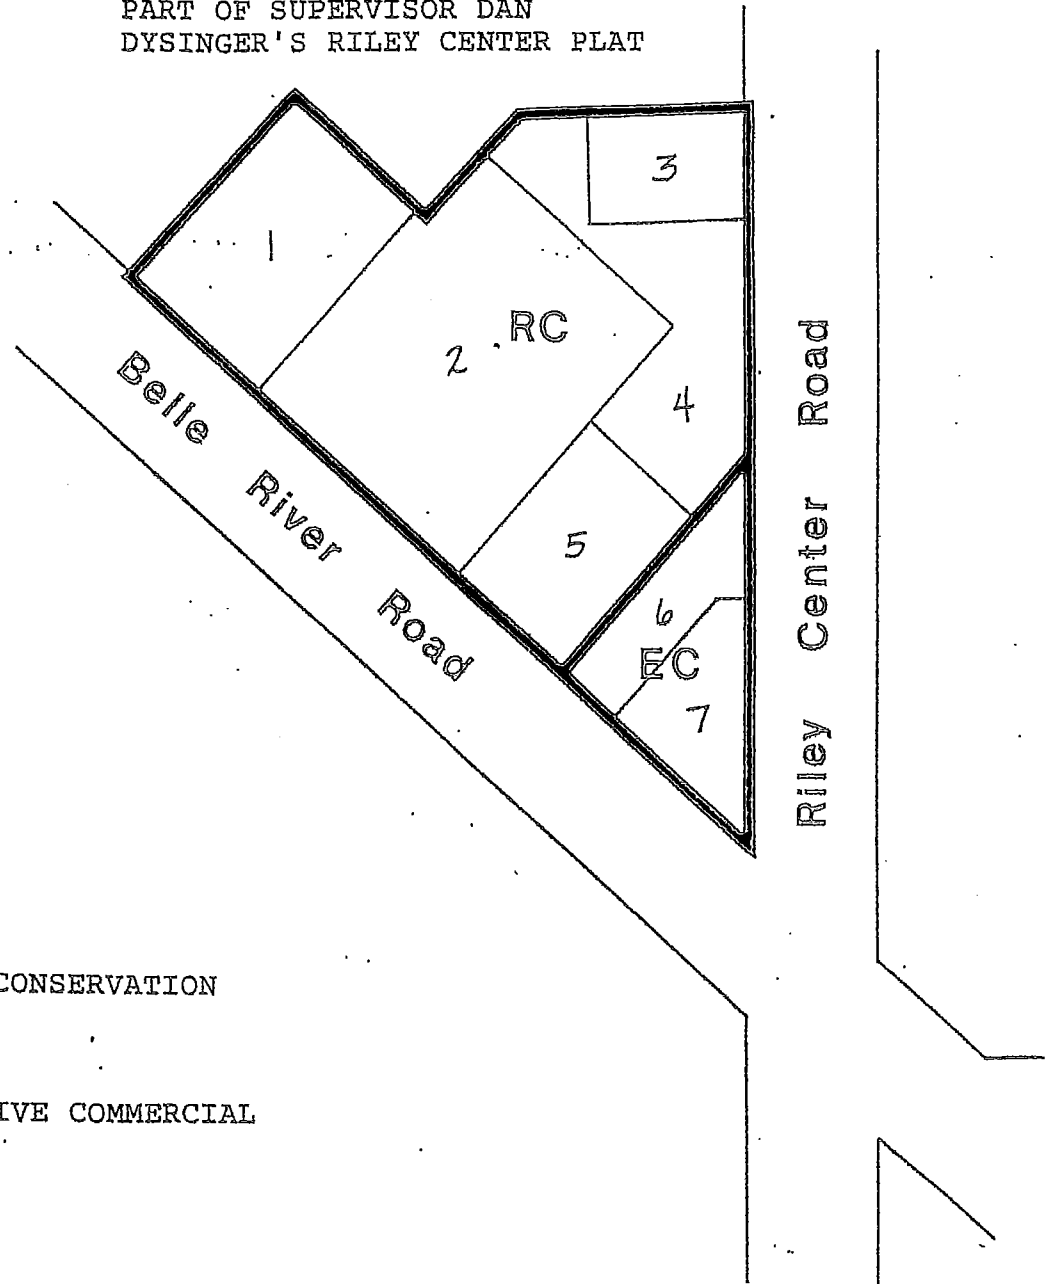 PART OF SUPERVISOR DAN
DYSINGER'S RILEY CENTER PLAT
3
1
RC
2
4
5
6
EC
7
Belle River Road
Riley Center Road
CONSERVATION
IVE COMMERCIAL